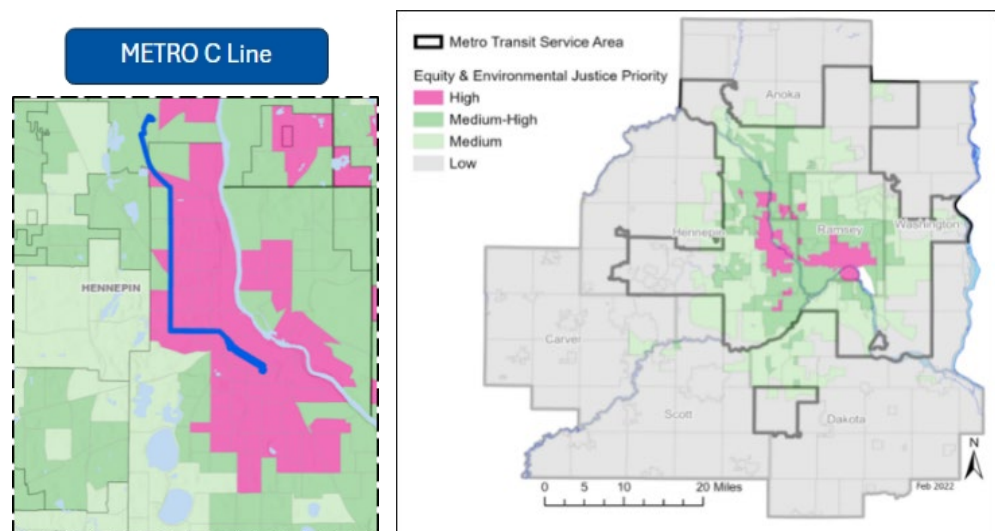 METRO C Line
HENNEPIN
Metro Transit Service Area
Equity & Environmental Justice Priority
High
Medium-High
Medium
Low
Anoka
Hennepin
Ramsey
Washington
Carver
Scott
Dakota
N
Feb 2022
0 5 10 20 Miles